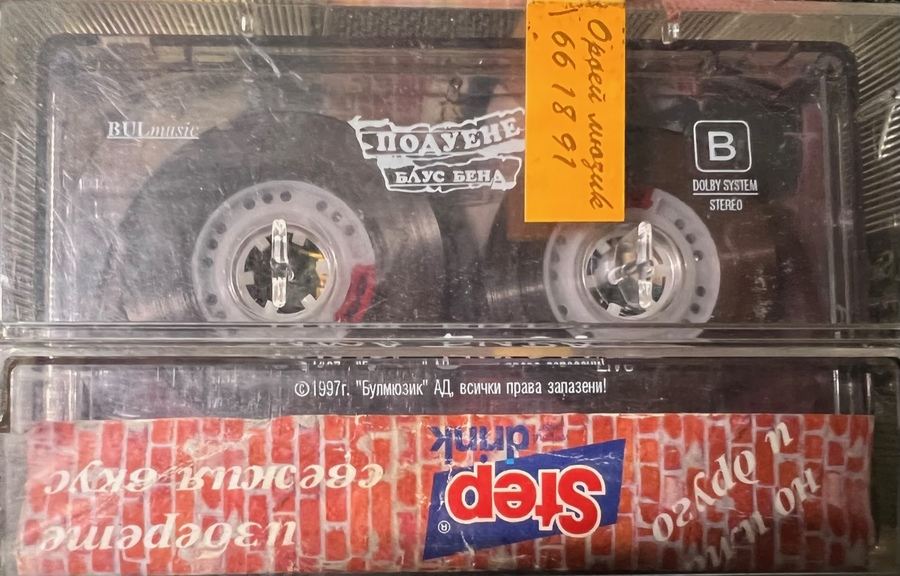 BULmusic
ПОДУЕНЕ
БЛУС БЕНД
Орфей мюзик
66 18 91
B
DOLBY SYSTEM
STEREO
©1997г. "Булмюзик" АД, всички права запазени!
Step®
drink
изберете
свежия вкус
но има
и друго